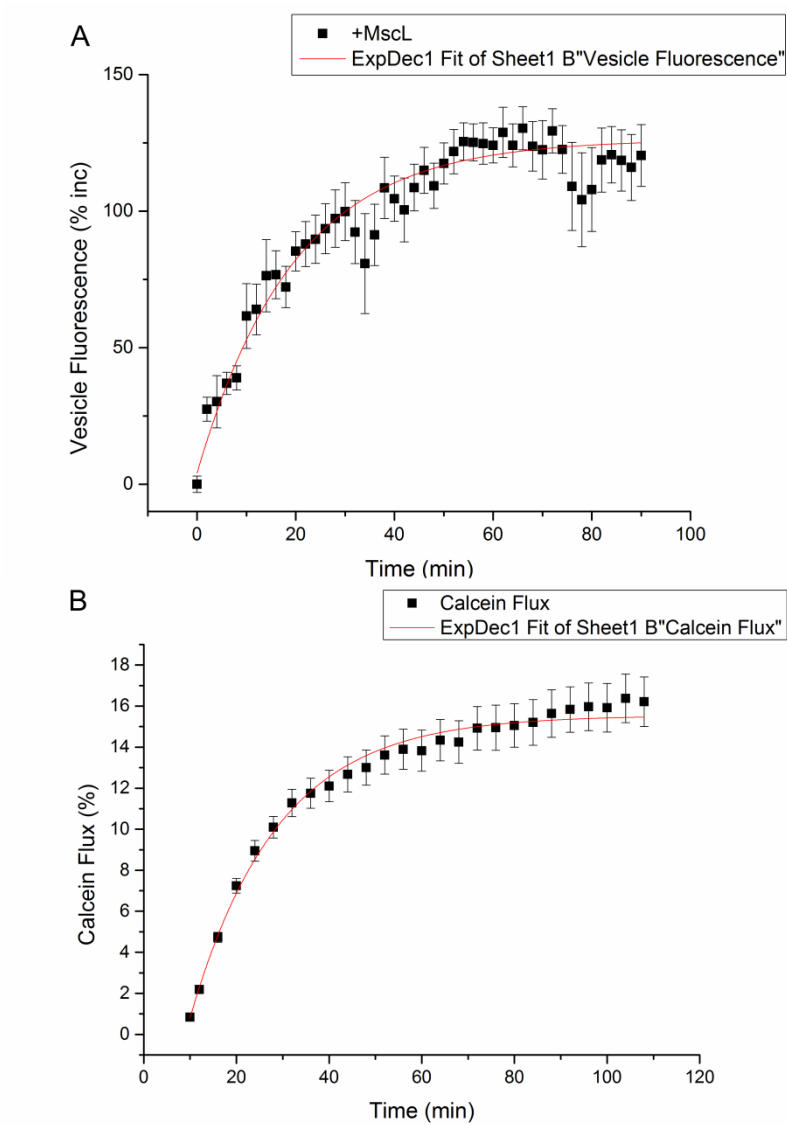 A
+MscL
ExpDec1 Fit of Sheet1 B"Vesicle Fluorescence"
150
100
50
0
Vesicle Fluorescence (% inc)
0 20 40 60 80 100
Time (min)
B
Calcein Flux
ExpDec1 Fit of Sheet1 B"Calcein Flux"
18
16
14
12
10
8
6
4
2
0
Calcein Flux (%)
0 20 40 60 80 100 120
Time (min)